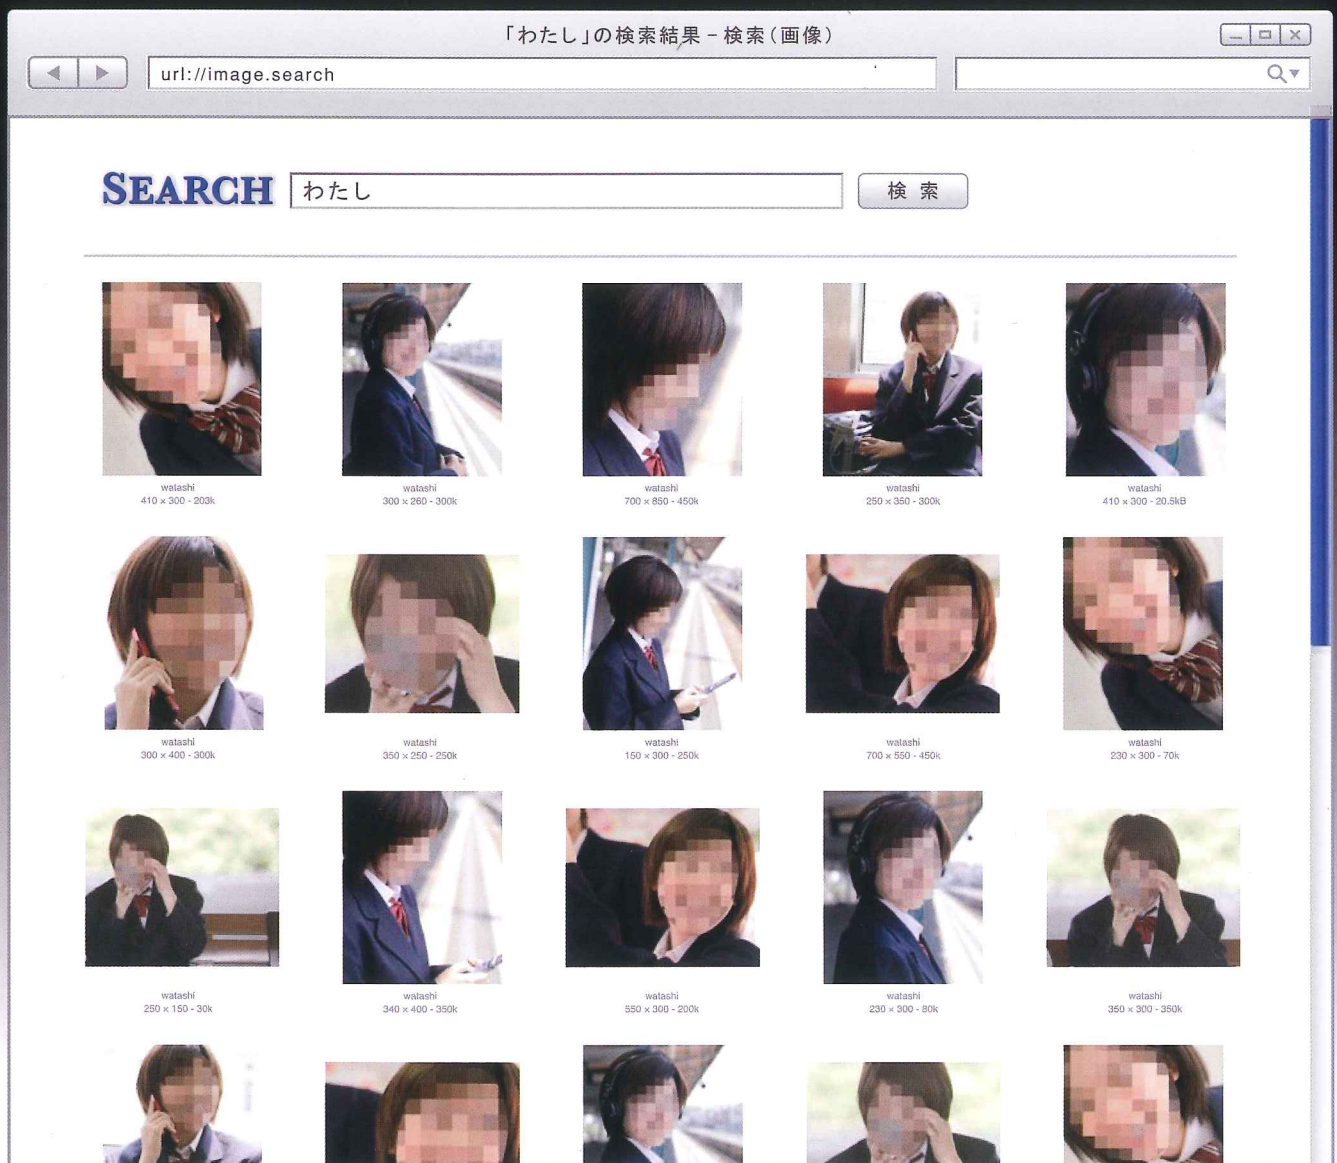 「わたし」の検索結果－検索(画像)
url://image.search
SEARCH わたし 検索
watashi
410 × 300 - 203k
watashi
300 × 260 - 300k
watashi
700 × 850 - 450k
watashi
250 × 350 - 300k
watashi
410 × 300 - 20.5kB
watashi
300 × 400 - 300k
watashi
350 × 250 - 250k
watashi
150 × 300 - 250k
watashi
700 × 550 - 450k
watashi
230 × 300 - 70k
watashi
250 × 150 - 30k
watashi
340 × 400 - 350k
watashi
550 × 300 - 200k
watashi
230 × 300 - 80k
watashi
350 × 300 - 350k